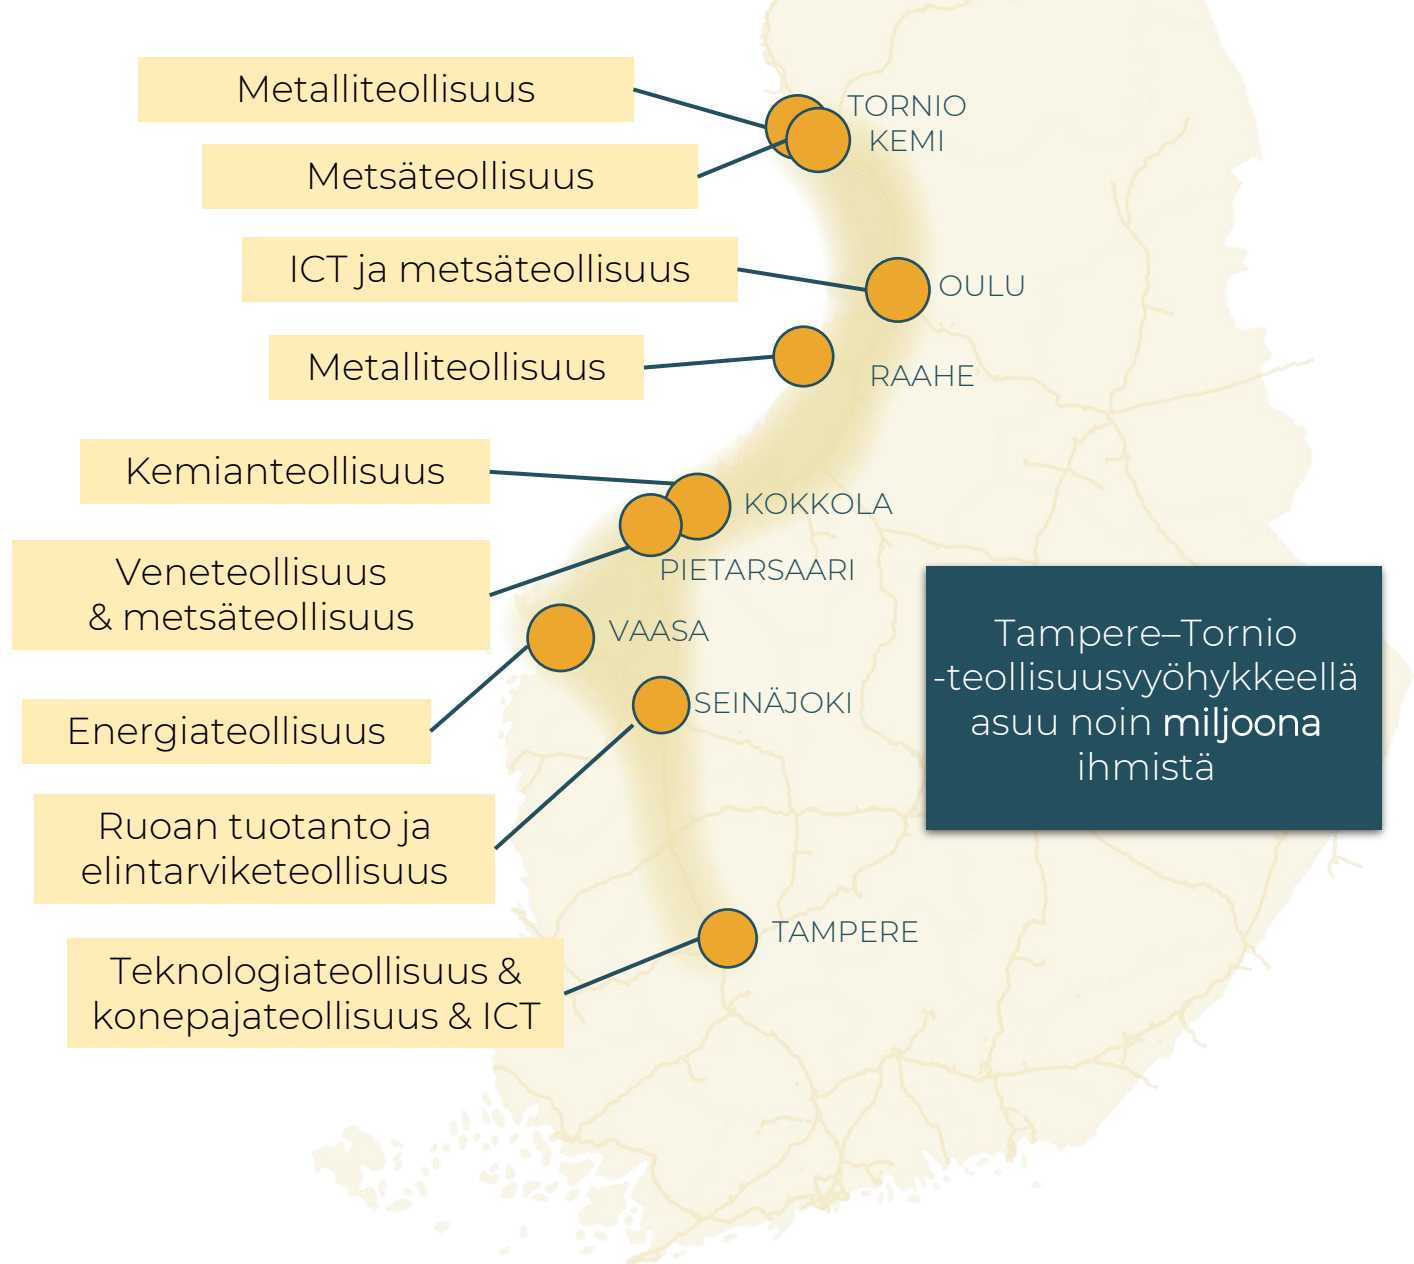 Metalliteollisuus
TORNIO
KEMI
Metsäteollisuus
ICT ja metsäteollisuus
OULU
Metalliteollisuus
RAAHE
Kemianteollisuus
KOKKOLA
Veneteollisuus
& metsäteollisuus
PIETARSAARI
VAASA
Energiateollisuus
SEINÄJOKI
Ruoan tuotanto ja
elintarviketeollisuus
TAMPERE
Teknologiateollisuus &
konepajateollisuus & ICT
Tampere–Tornio
-teollisuusvyöhykkeellä
asuu noin miljoona
ihmistä